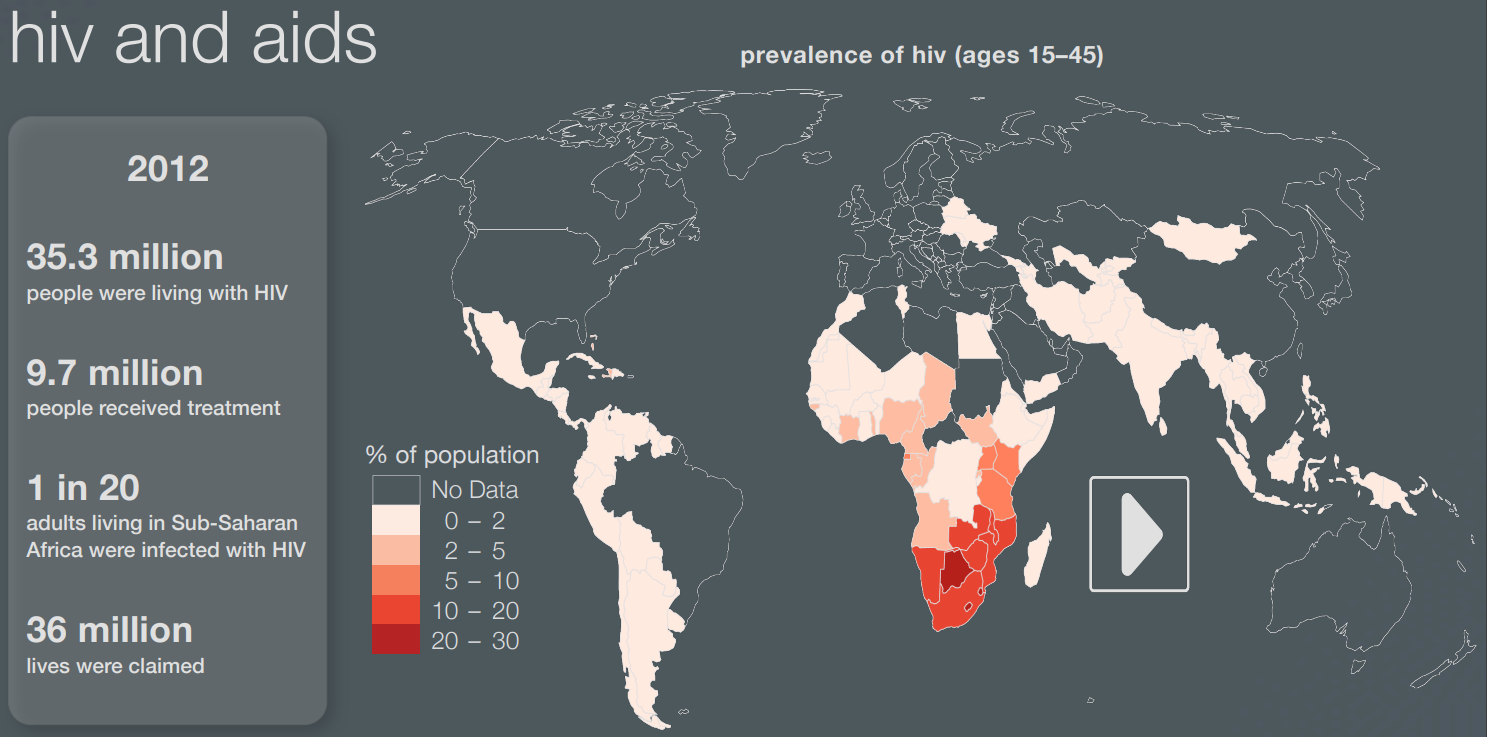 hiv and aids
prevalence of hiv (ages 15–45)
2012
35.3 million
people were living with HIV
9.7 million
people received treatment
1 in 20
adults living in Sub-Saharan
Africa were infected with HIV
36 million
lives were claimed
% of population
No Data
0 – 2
2 – 5
5 – 10
10 – 20
20 – 30